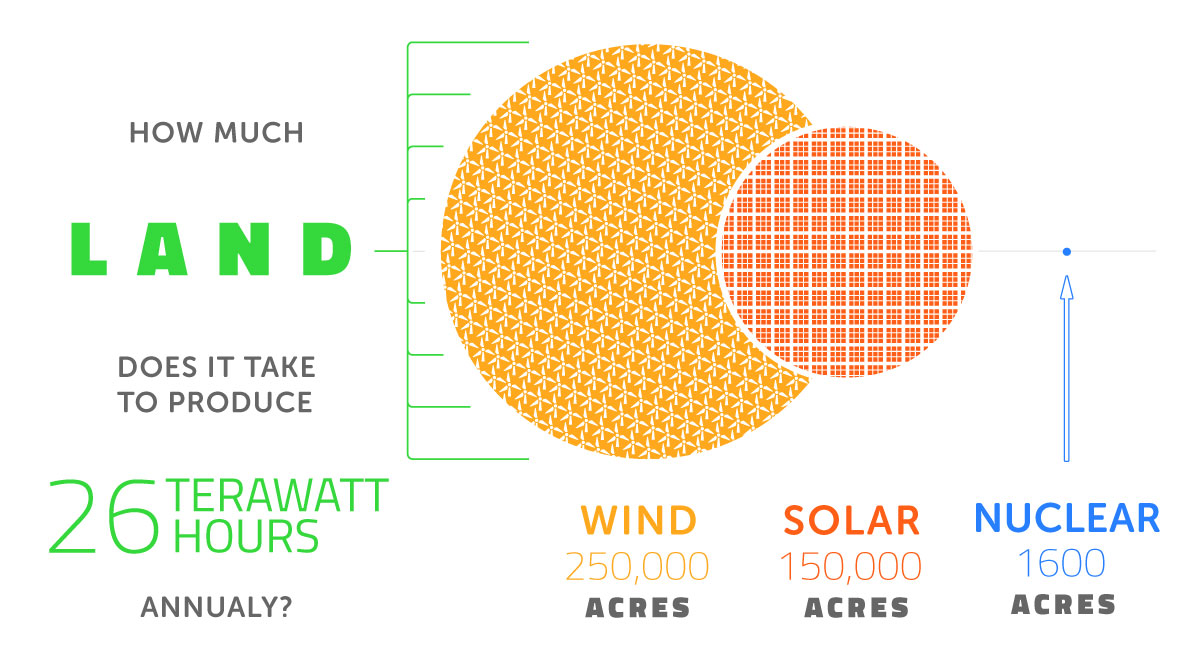 HOW MUCH
LAND
DOES IT TAKE
TO PRODUCE
26 TERAWATT
HOURS
ANNUALY?
WIND
250,000
ACRES
SOLAR
150,000
ACRES
NUCLEAR
1600
ACRES